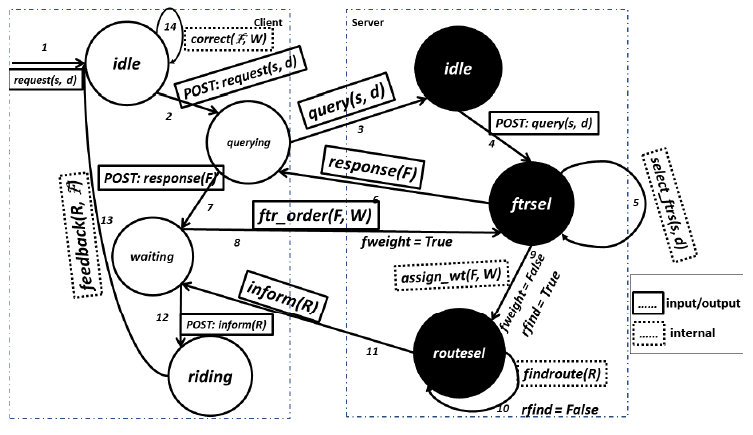 Client
Server
1
request(s, d)
idle
14
correct(F̂, W)
POST: request(s, d)
2
querying
query(s, d)
3
idle
POST: query(s, d)
4
response(F)
6
ftrsel
5
select_ftrs(s, d)
POST: response(F)
7
ftr_order(F, W)
8
fweight = True
waiting
feedback(R, F̂)
13
assign_wt(F, W)
9
fweight = False
rfind = True
inform(R)
11
12
POST: inform(R)
riding
routesel
findroute(R)
10
rfind = False
...... input/output
...... internal